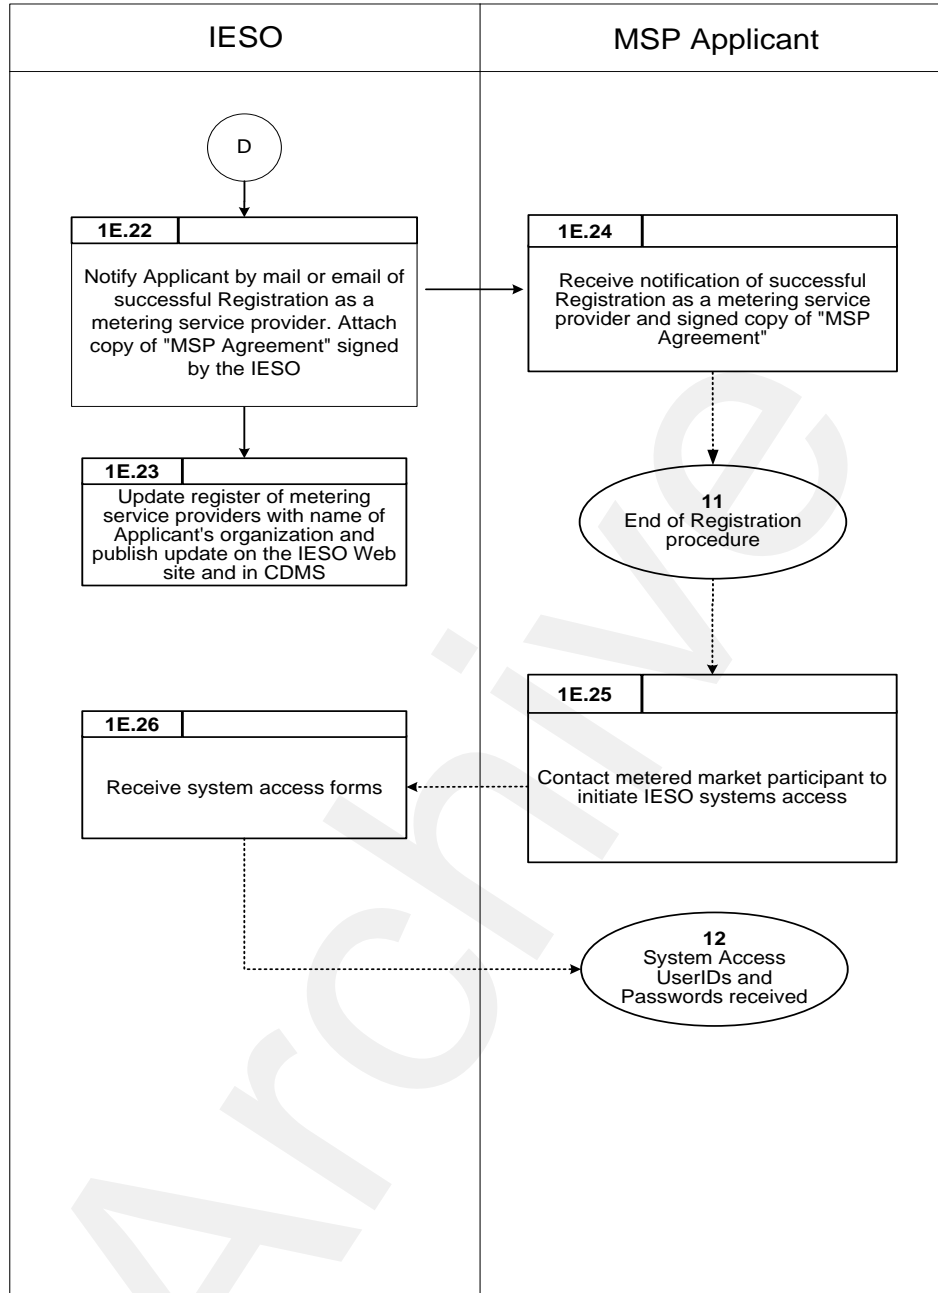 IESO
MSP Applicant
D
1E.22
Notify Applicant by mail or email of
successful Registration as a
metering service provider. Attach
copy of "MSP Agreement" signed
by the IESO
1E.24
Receive notification of successful
Registration as a metering service
provider and signed copy of "MSP
Agreement"
1E.23
Update register of metering
service providers with name of
Applicant's organization and
publish update on the IESO Web
site and in CDMS
11
End of Registration
procedure
1E.25
Contact metered market participant to
initiate IESO systems access
1E.26
Receive system access forms
12
System Access
UserIDs and
Passwords received
Archive